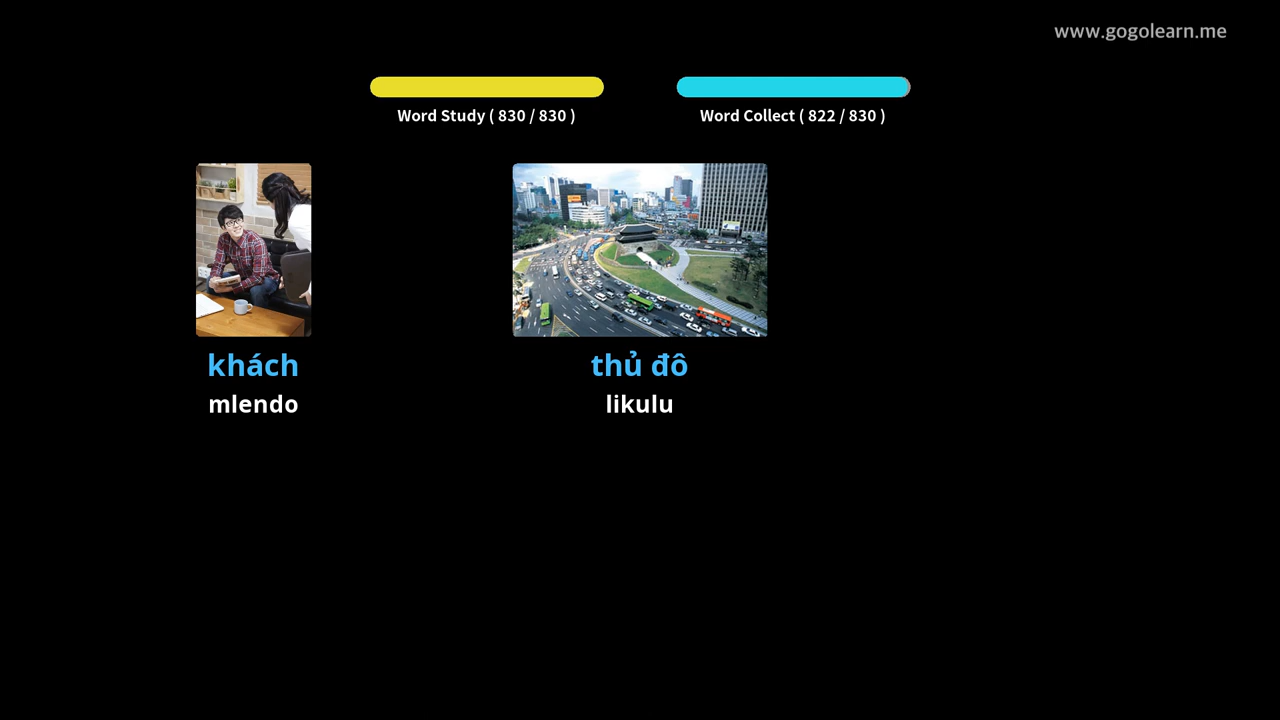 www.gogolearn.me
Word Study ( 830 / 830 )
Word Collect ( 822 / 830 )
khách
mlendo
thủ đô
likulu